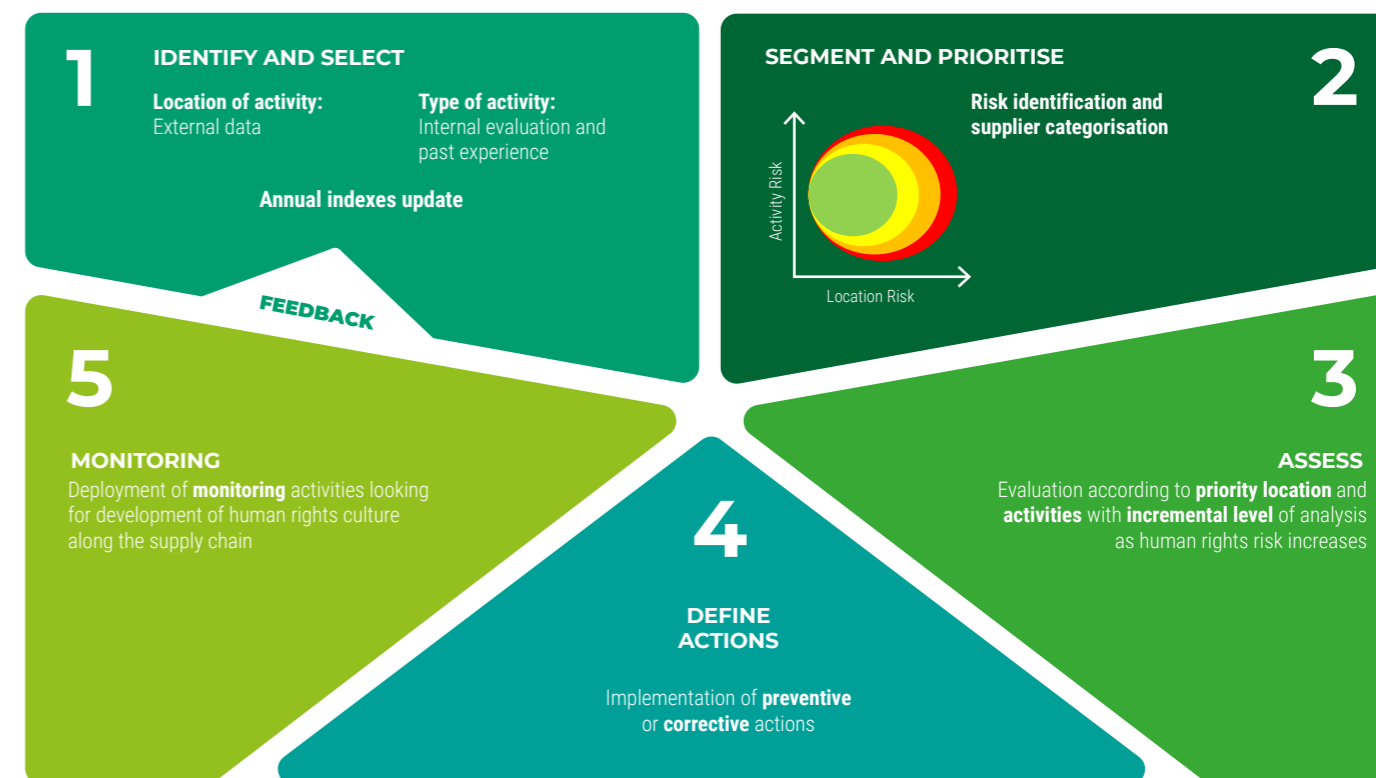 1
IDENTIFY AND SELECT
Location of activity:
External data
Type of activity:
Internal evaluation and
past experience
Annual indexes update
2
SEGMENT AND PRIORITISE
Risk identification and
supplier categorisation
Activity Risk
Location Risk
3
ASSESS
Evaluation according to priority location and
activities with incremental level of analysis
as human rights risk increases
4
DEFINE
ACTIONS
Implementation of preventive
or corrective actions
5
MONITORING
Deployment of monitoring activities looking
for development of human rights culture
along the supply chain
FEEDBACK